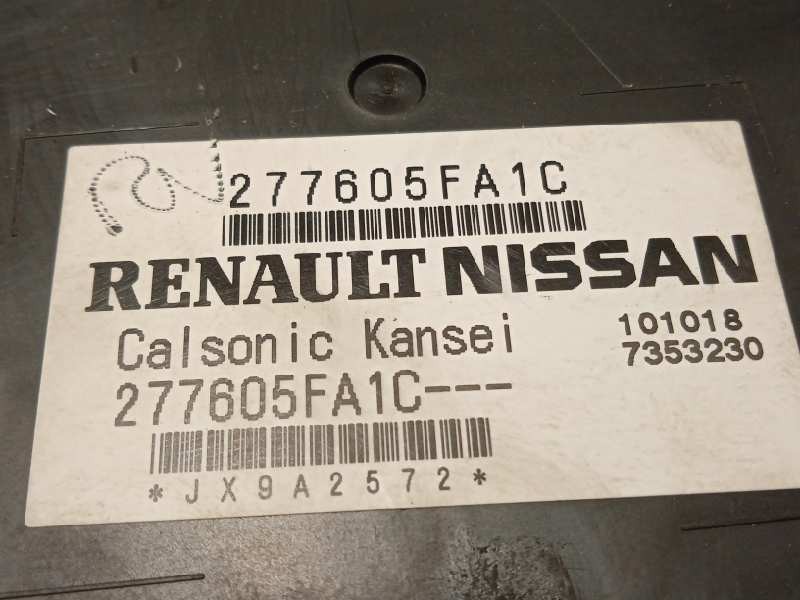 277605FA1C
RENAULT NISSAN
Calsonic Kansei 101018
277605FA1C--- 7353230
*JX9A2572*